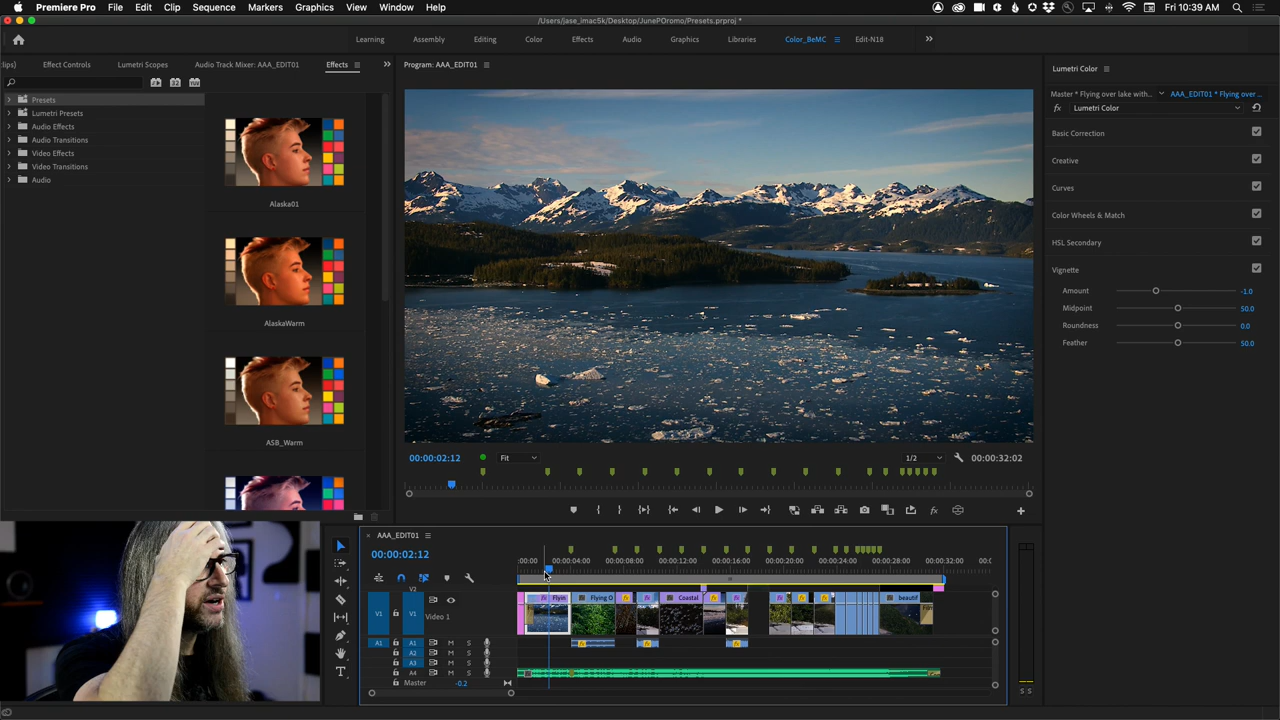 Premiere Pro File Edit Clip Sequence Markers Graphics View Window Help Fri 10:39 AM
/Users/jase_imac5k/Desktop/JunePOromo/Presets.prproj *
Learning Assembly Editing Color Effects Audio Graphics Libraries Color_BeMC Edit-N18
lips) Effect Controls Lumetri Scopes Audio Track Mixer: AAA_EDIT01 Effects
Presets
Lumetri Presets
Audio Effects
Audio Transitions
Video Effects
Video Transitions
Audio
Alaska01
AlaskaWarm
ASB_Warm
Program: AAA_EDIT01
00:00:02:12 Fit 1/2 00:00:32:02
Lumetri Color
Master * Flying over lake with... AAA_EDIT01 * Flying over ...
fx Lumetri Color
Basic Correction
Creative
Curves
Color Wheels & Match
HSL Secondary
Vignette
Amount -1.0
Midpoint 50.0
Roundness 0.0
Feather 50.0
AAA_EDIT01
00:00:02:12
:00:00 00:00:04:00 00:00:08:00 00:00:12:00 00:00:16:00 00:00:20:00 00:00:24:00 00:00:28:00 00:00:32:00 00:0
V2
V1 V1 Video 1
Flyin Flying O Coastal beautif
A1 A1 M S
A2 M S
A3 M S
A4 M S
Master -0.2
S S